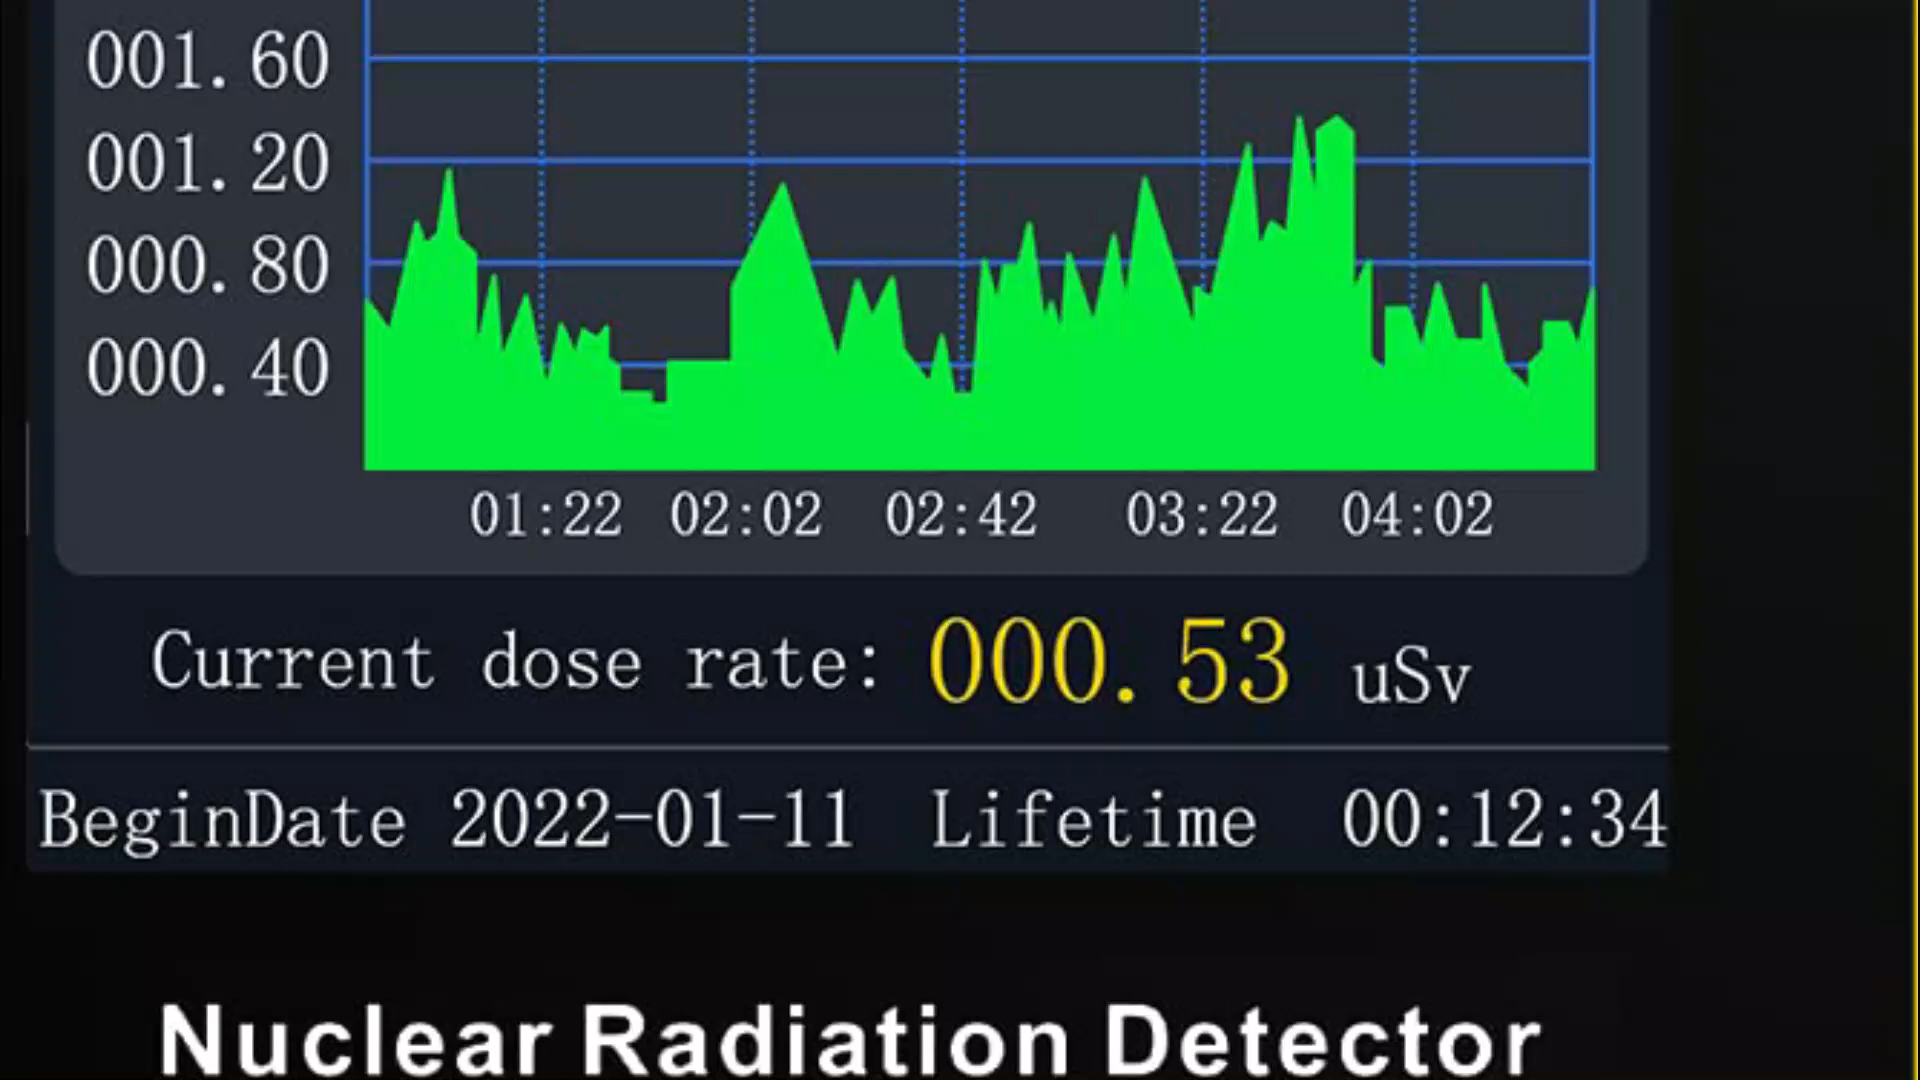 001.60
001.20
000.80
000.40
01:22 02:02 02:42 03:22 04:02
Current dose rate: 000.53 uSv
BeginDate 2022-01-11 Lifetime 00:12:34
Nuclear Radiation Detector